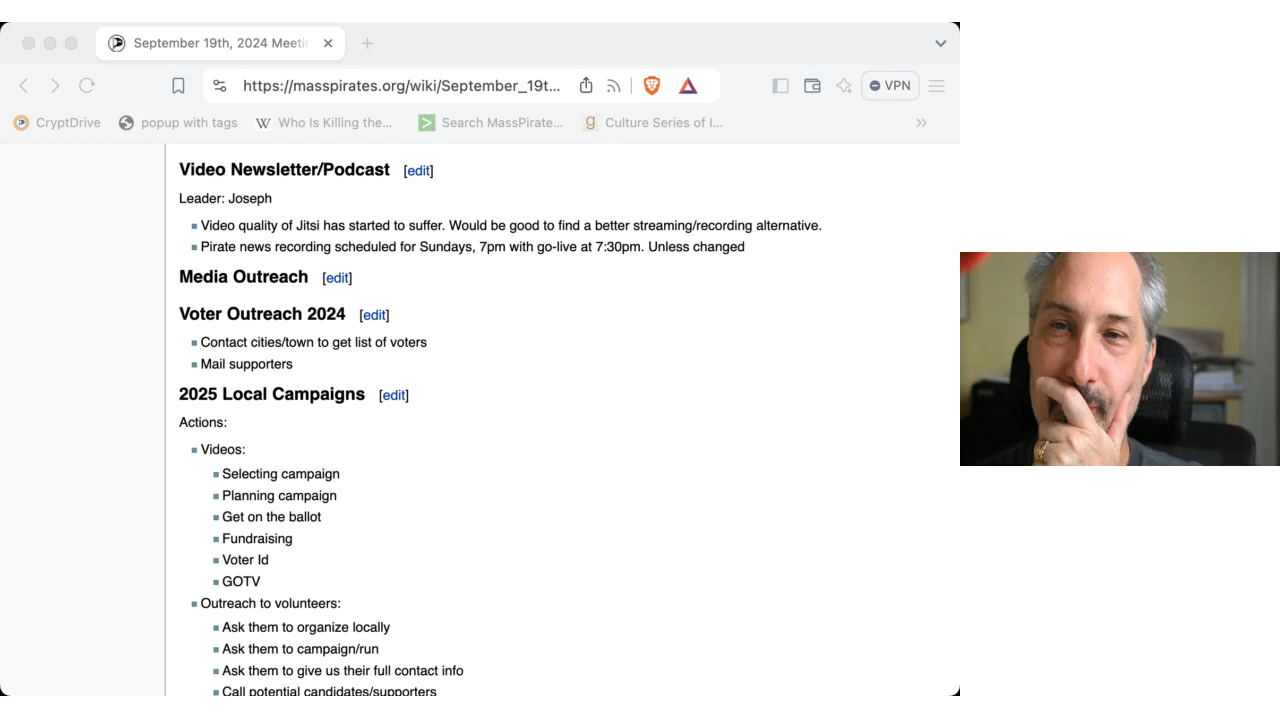 September 19th, 2024 Meeti
https://masspirates.org/wiki/September_19t...
VPN
CryptDrive
popup with tags
W Who Is Killing the...
Search MassPirate...
g Culture Series of I...
Video Newsletter/Podcast [edit]
Leader: Joseph
Video quality of Jitsi has started to suffer. Would be good to find a better streaming/recording alternative.
Pirate news recording scheduled for Sundays, 7pm with go-live at 7:30pm. Unless changed
Media Outreach [edit]
Voter Outreach 2024 [edit]
Contact cities/town to get list of voters
Mail supporters
2025 Local Campaigns [edit]
Actions:
Videos:
Selecting campaign
Planning campaign
Get on the ballot
Fundraising
Voter Id
GOTV
Outreach to volunteers:
Ask them to organize locally
Ask them to campaign/run
Ask them to give us their full contact info
Call potential candidates/supporters